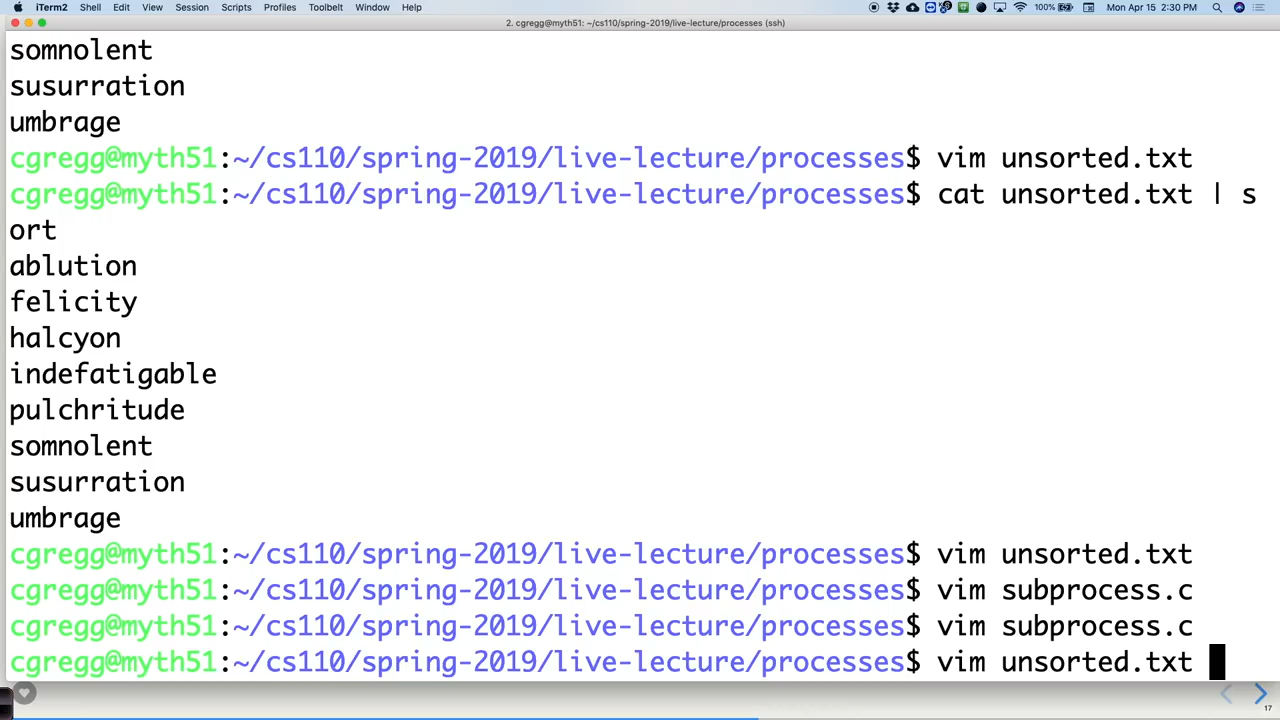 iTerm2 Shell Edit View Session Scripts Profiles Toolbelt Window Help 100% Mon Apr 15 2:30 PM
2. cgregg@myth51: ~/cs110/spring-2019/live-lecture/processes (ssh)
somnolent
susurration
umbrage
cgregg@myth51:~/cs110/spring-2019/live-lecture/processes$ vim unsorted.txt
cgregg@myth51:~/cs110/spring-2019/live-lecture/processes$ cat unsorted.txt | s
ort
ablution
felicity
halcyon
indefatigable
pulchritude
somnolent
susurration
umbrage
cgregg@myth51:~/cs110/spring-2019/live-lecture/processes$ vim unsorted.txt
cgregg@myth51:~/cs110/spring-2019/live-lecture/processes$ vim subprocess.c
cgregg@myth51:~/cs110/spring-2019/live-lecture/processes$ vim subprocess.c
cgregg@myth51:~/cs110/spring-2019/live-lecture/processes$ vim unsorted.txt
17